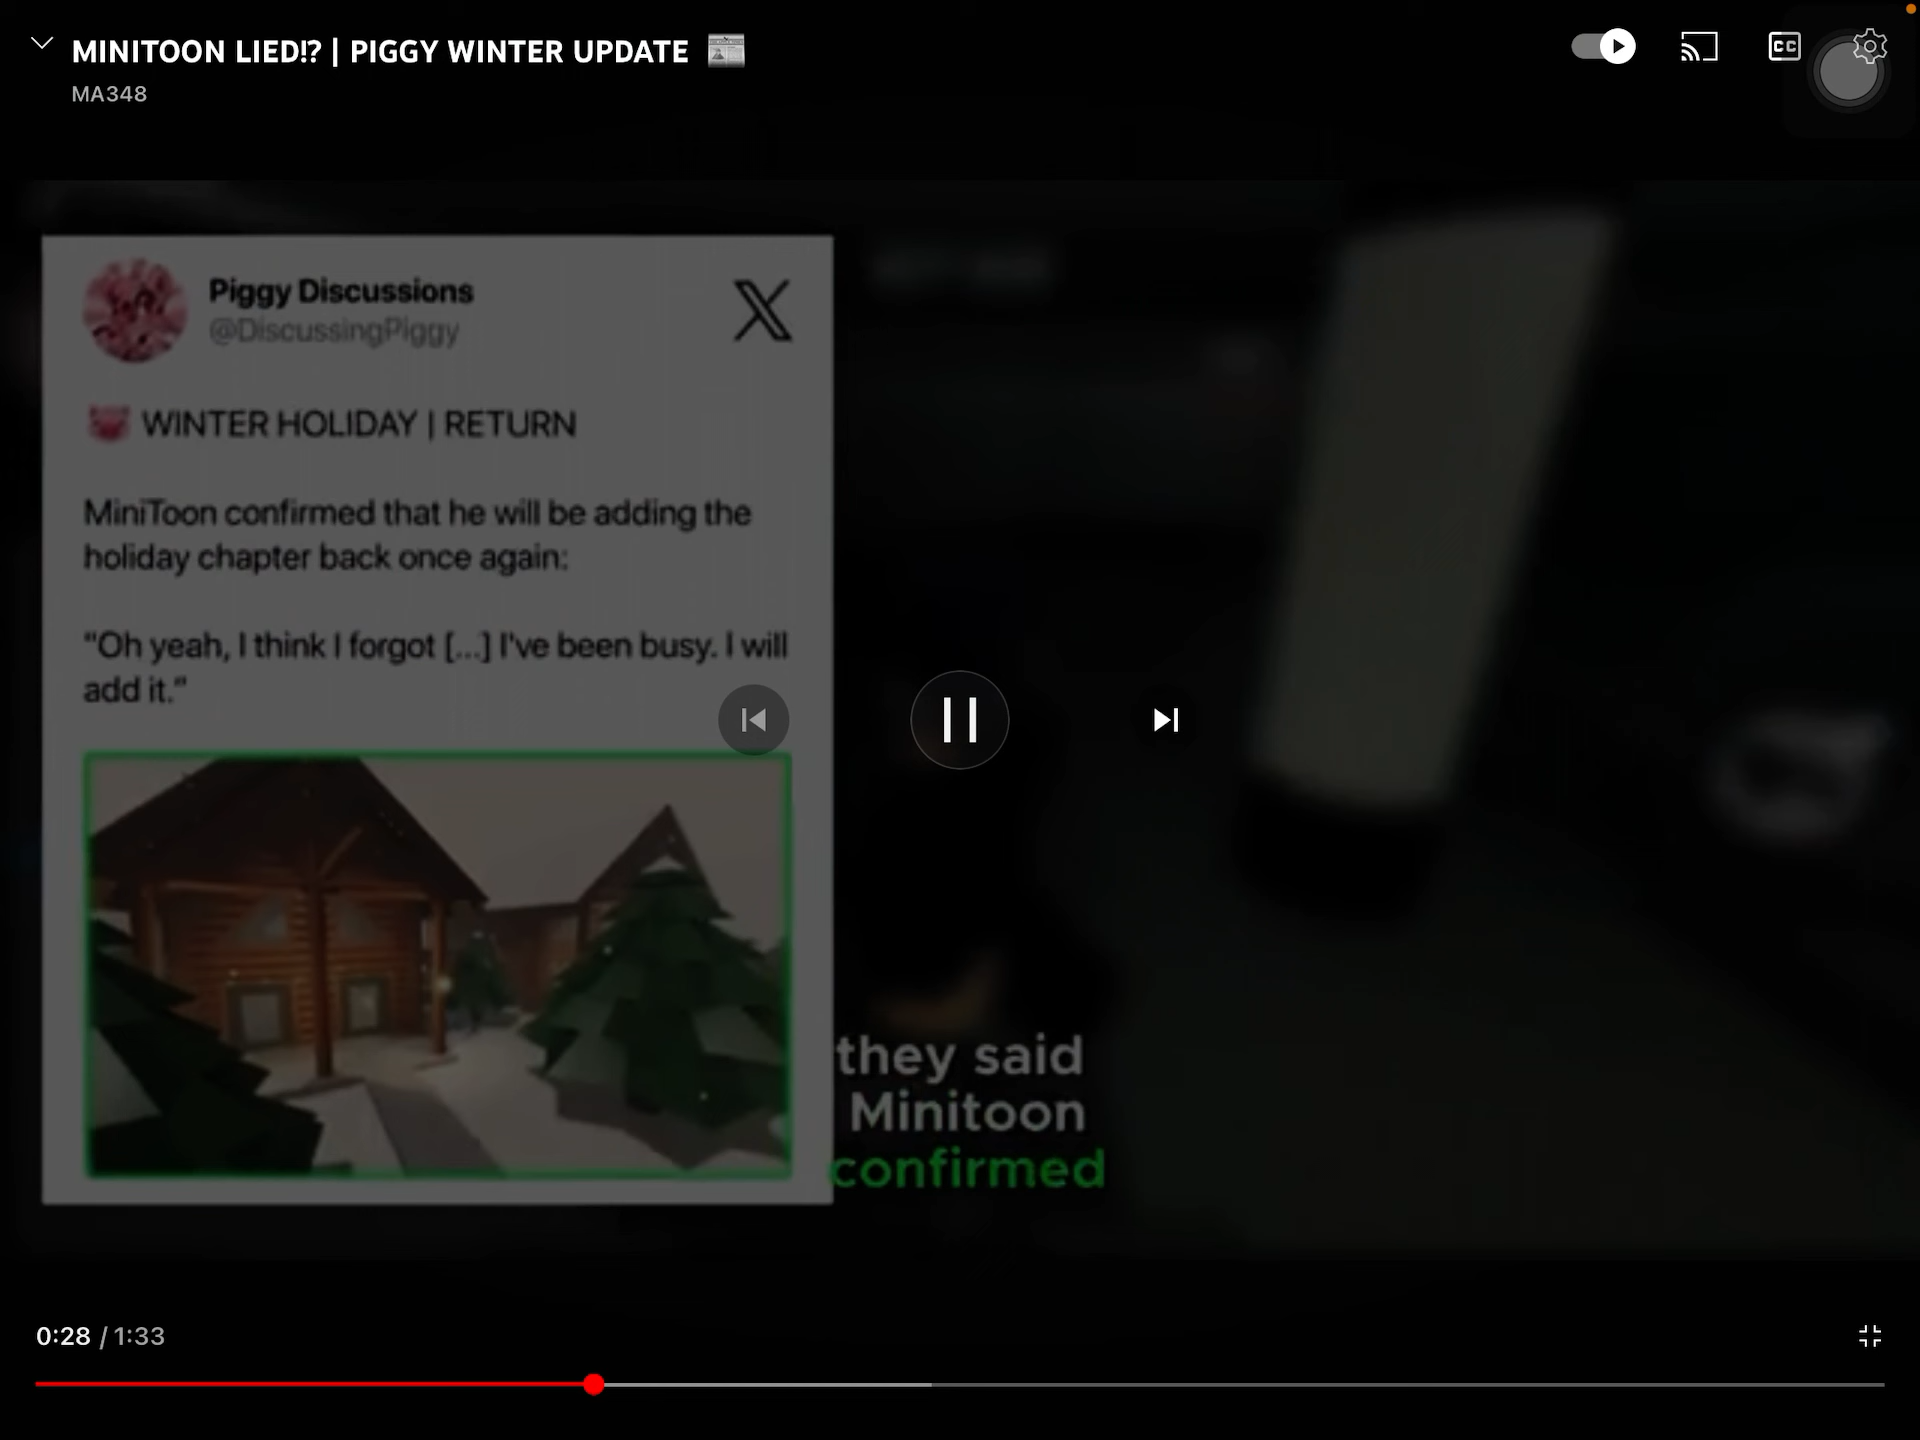 MINITOON LIED!? | PIGGY WINTER UPDATE
MA348
CC
Piggy Discussions
@DiscussingPiggy
X
WINTER HOLIDAY | RETURN
MiniToon confirmed that he will be adding the
holiday chapter back once again:
"Oh yeah, I think I forgot [...] I've been busy. I will
add it."
they said
Minitoon
confirmed
0:28 / 1:33